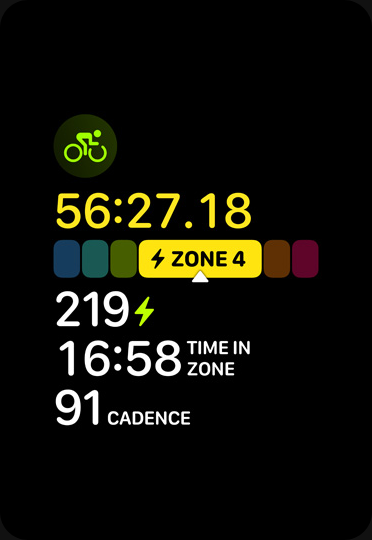 56:27.18
ZONE 4
219
16:58 TIME IN
ZONE
91 CADENCE